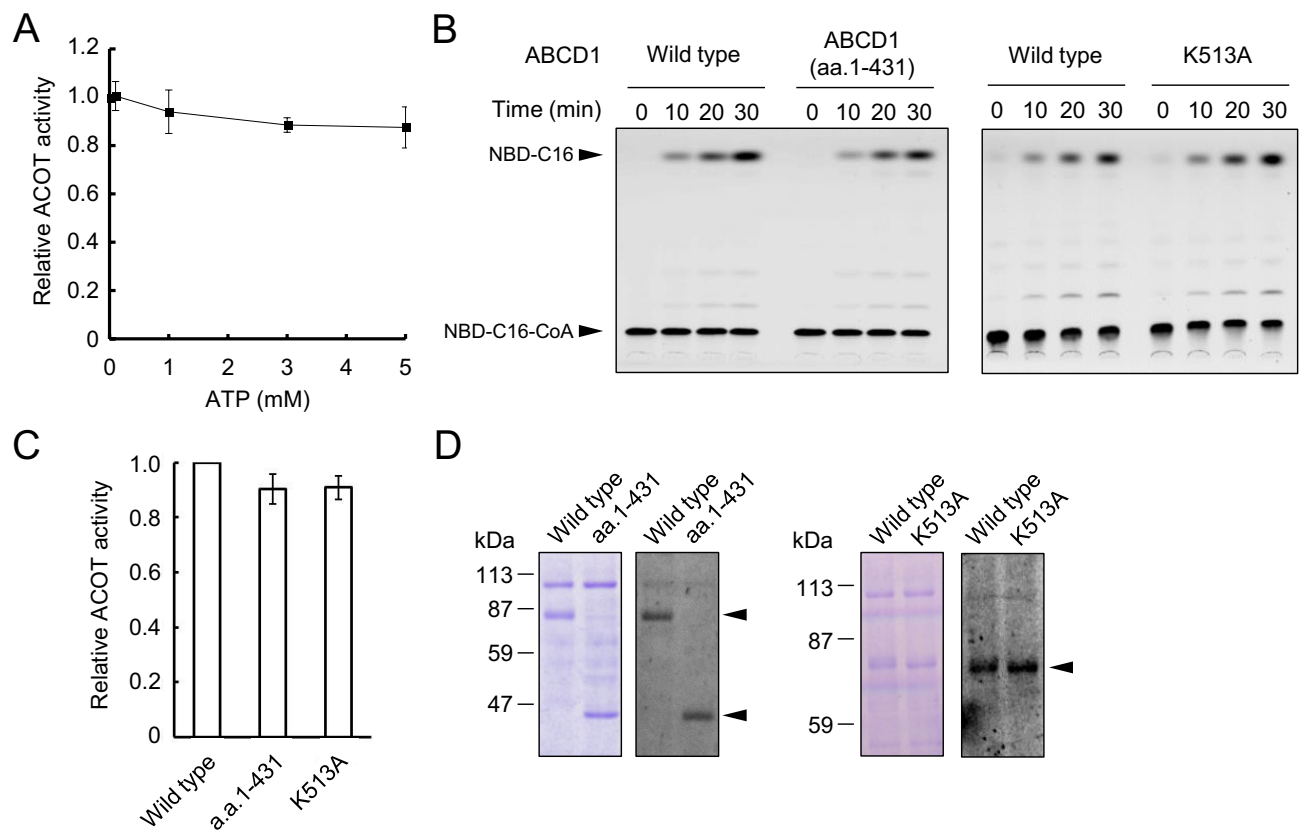 A
1.2
1.0
0.8
0.6
0.4
0.2
0
Relative ACOT activity
0 1 2 3 4 5
ATP (mM)
B
ABCD1 Wild type ABCD1 (aa.1-431) Wild type K513A
Time (min) 0 10 20 30 0 10 20 30 0 10 20 30 0 10 20 30
NBD-C16
NBD-C16-CoA
C
1.0
0.8
0.6
0.4
0.2
0
Relative ACOT activity
Wild type
a.a.1-431
K513A
D
Wild type
aa.1-431
Wild type
aa.1-431
kDa
113
87
59
47
Wild type
K513A
Wild type
K513A
kDa
113
87
59